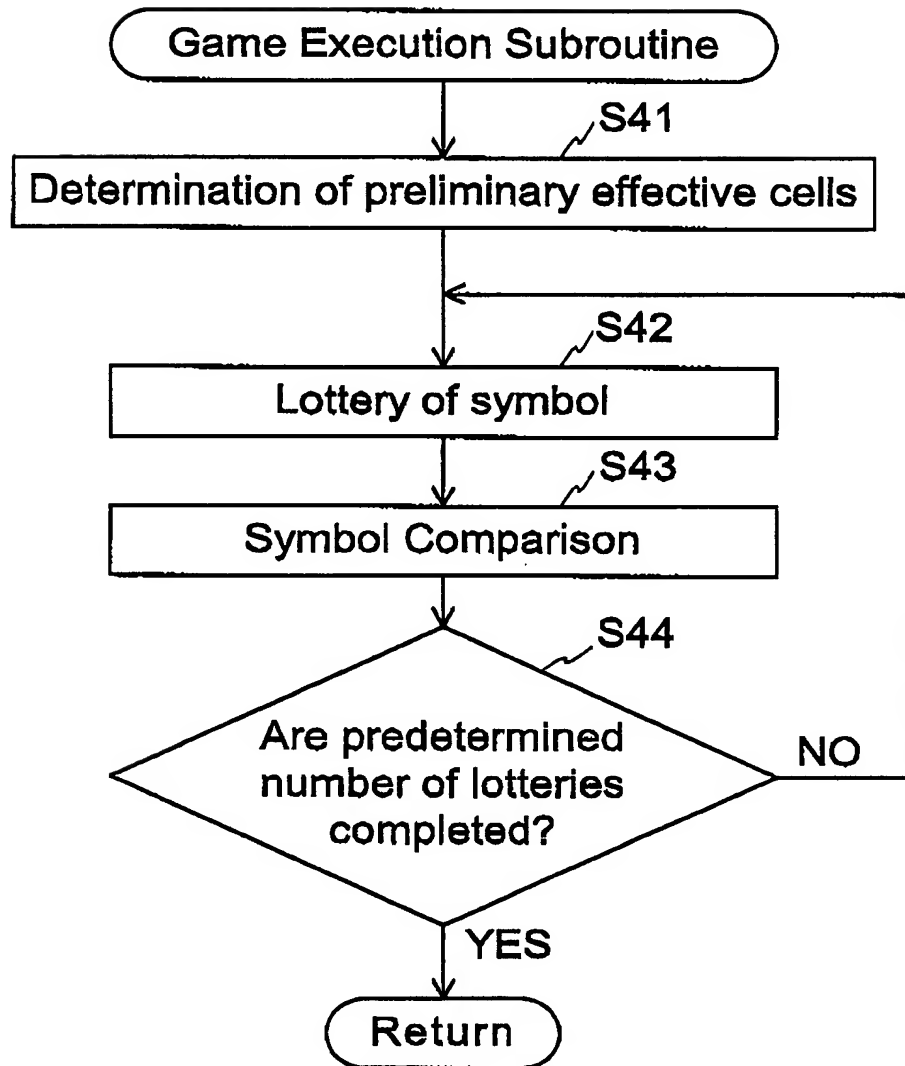 Game Execution Subroutine
S41
Determination of preliminary effective cells
S42
Lottery of symbol
S43
Symbol Comparison
S44
Are predetermined
number of lotteries
completed?
NO
YES
Return